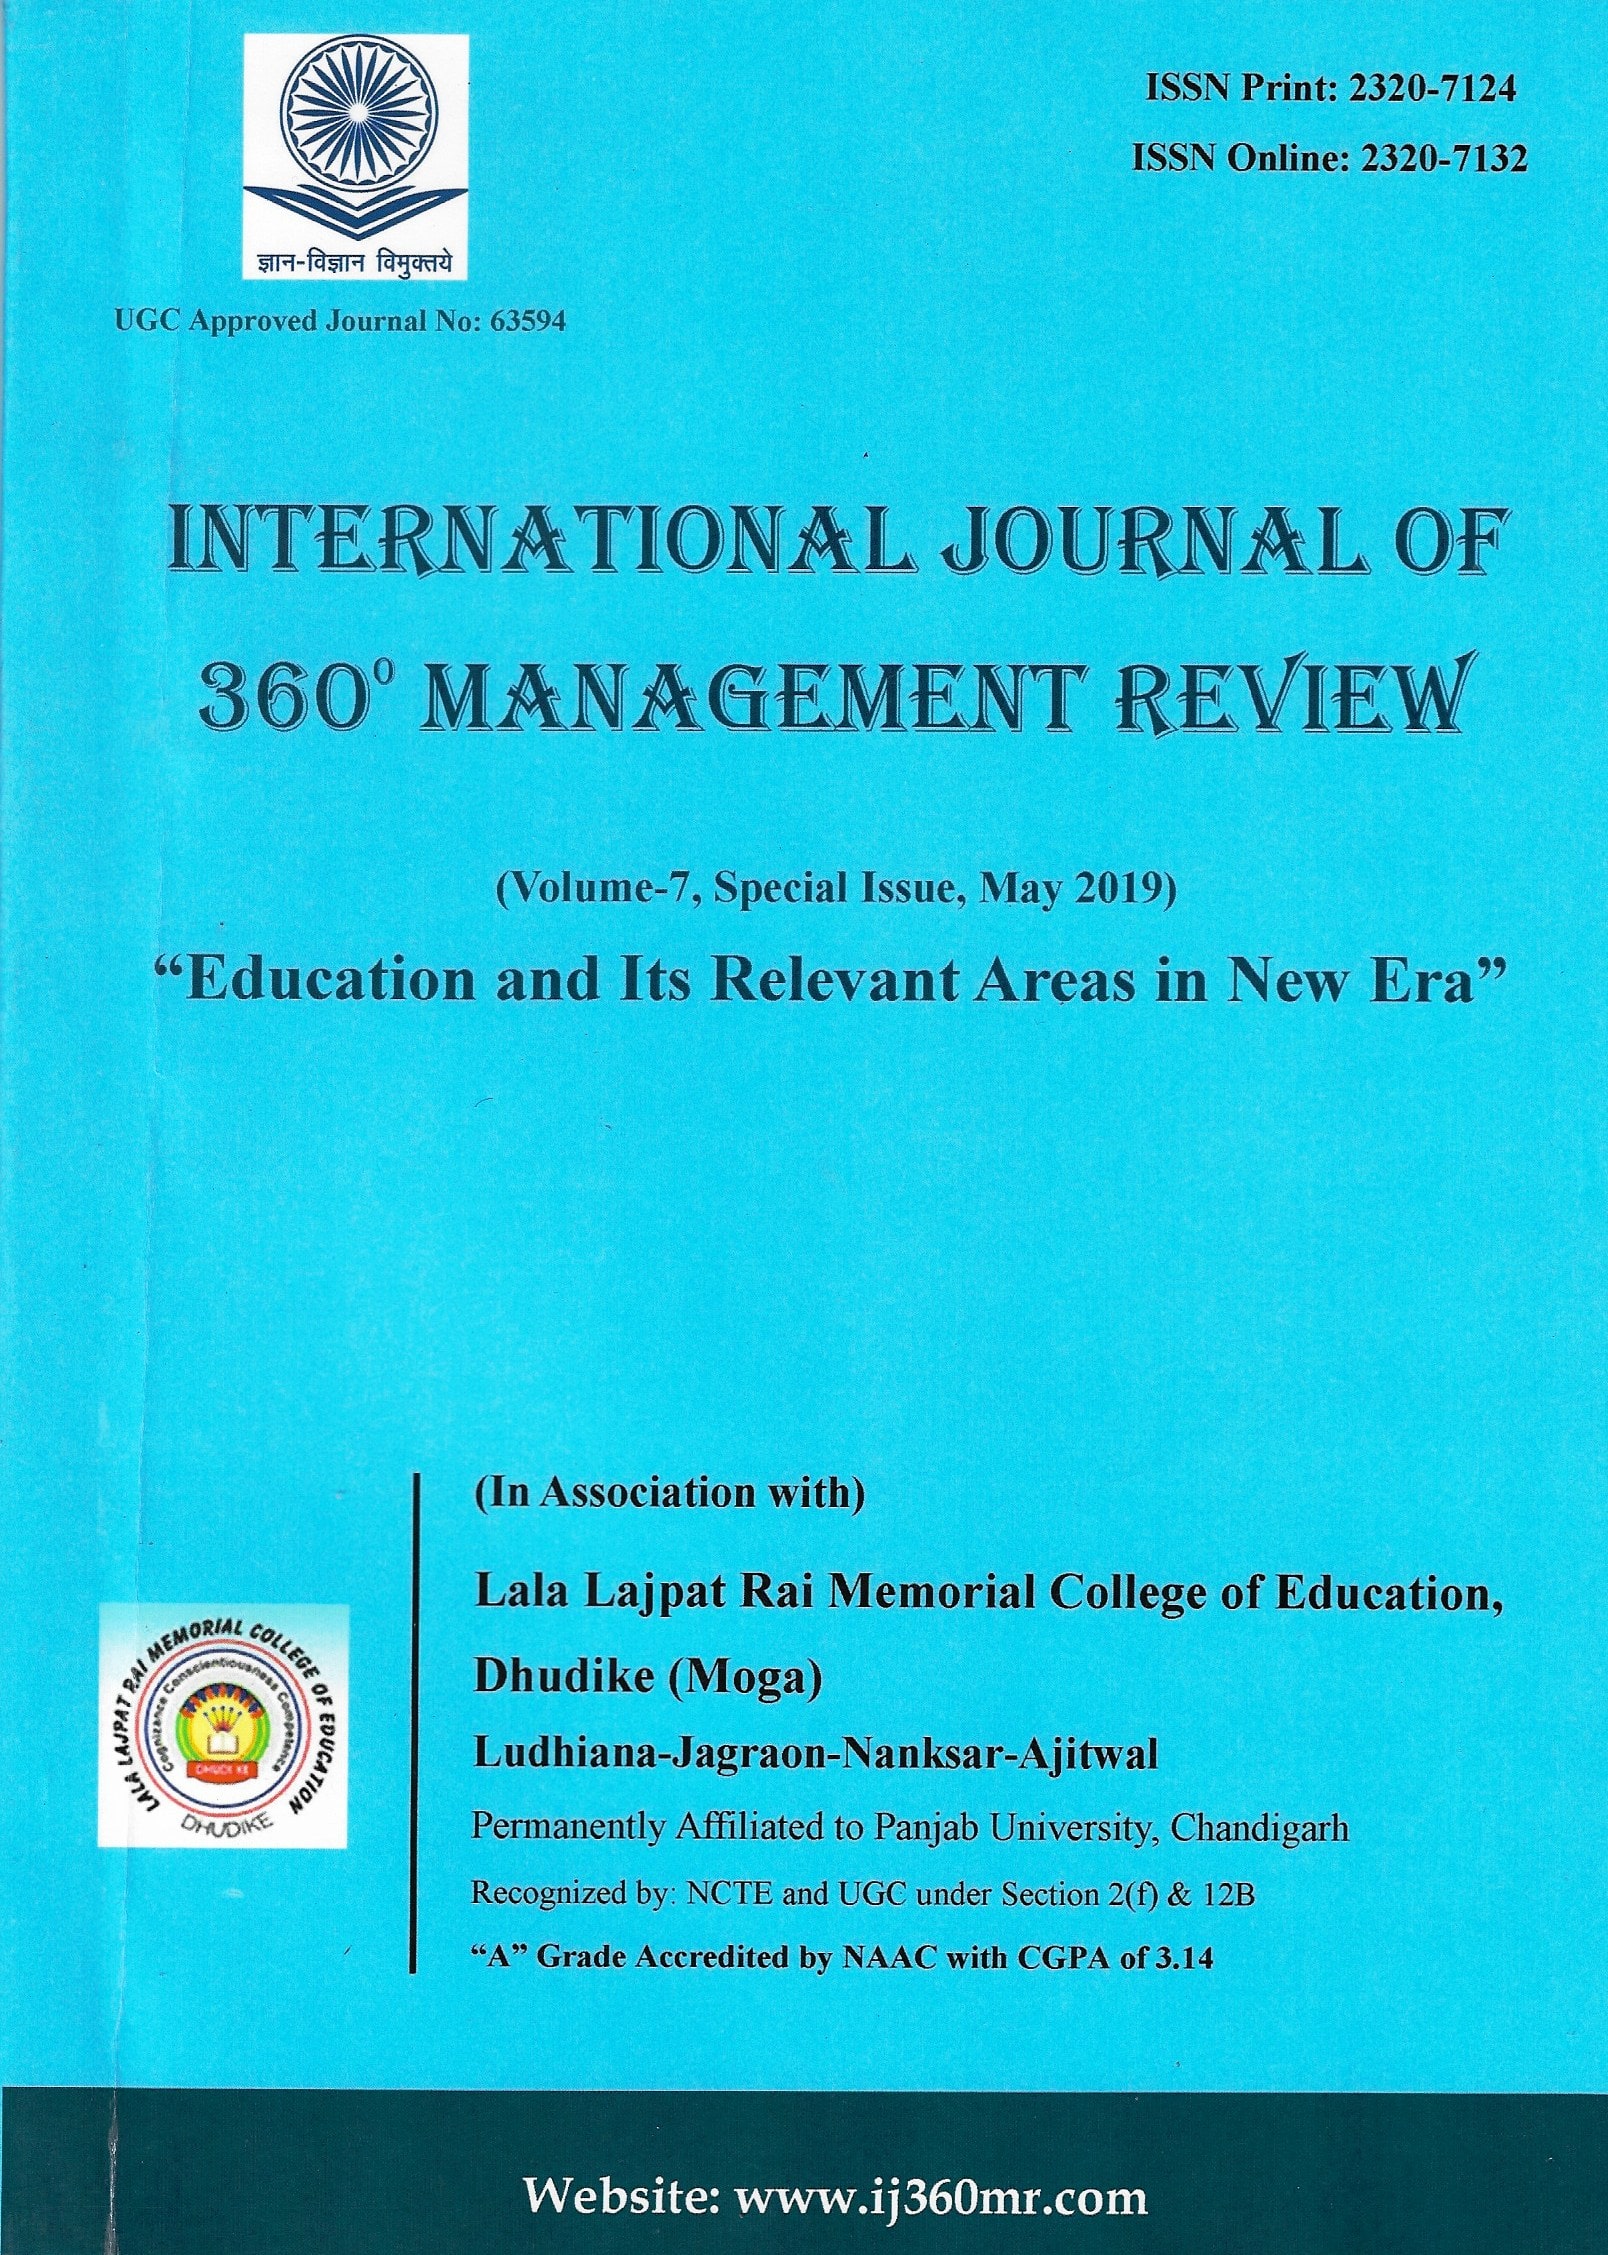 ISSN Print: 2320-7124
ISSN Online: 2320-7132
ज्ञान-विज्ञान विमुक्तये
UGC Approved Journal No: 63594
INTERNATIONAL JOURNAL OF
360⁰ MANAGEMENT REVIEW
(Volume-7, Special Issue, May 2019)
“Education and Its Relevant Areas in New Era”
(In Association with)
Lala Lajpat Rai Memorial College of Education,
Dhudike (Moga)
Ludhiana-Jagraon-Nanksar-Ajitwal
Permanently Affiliated to Panjab University, Chandigarh
Recognized by: NCTE and UGC under Section 2(f) & 12B
“A” Grade Accredited by NAAC with CGPA of 3.14
LALA LAJPAT RAI MEMORIAL COLLEGE OF EDUCATION
Cognizance Conscientiousness Competence
DHUDIKE
DHUDIKE
Website: www.ij360mr.com